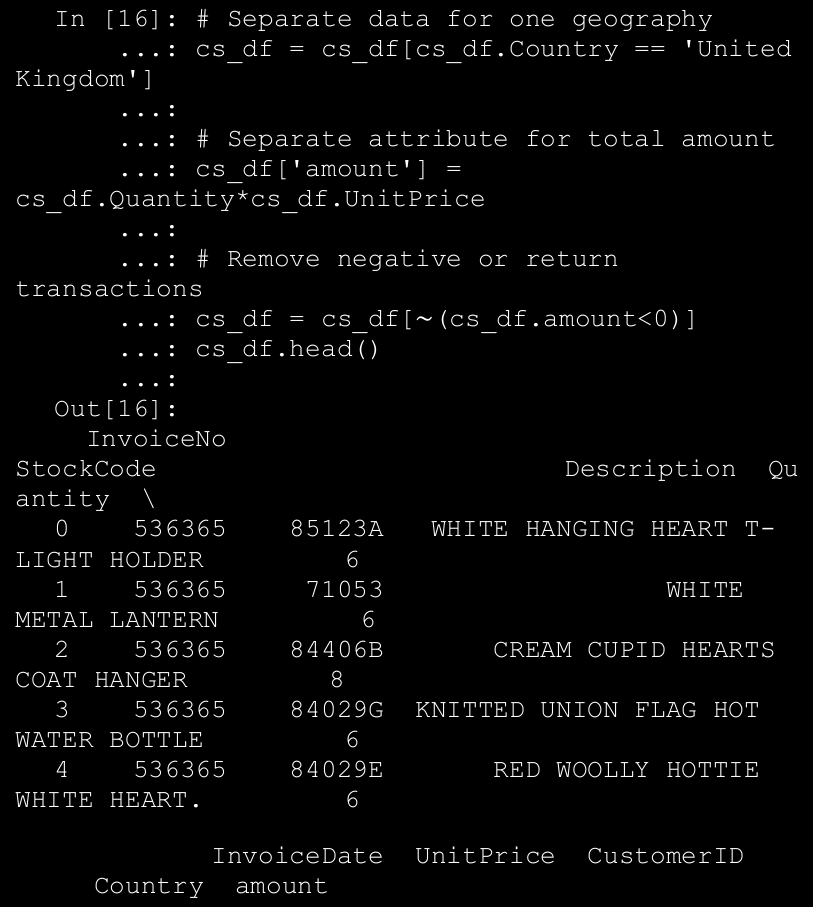 In [16]: # Separate data for one geography
...: cs_df = cs_df[cs_df.Country == 'United
Kingdom']
...:
...: # Separate attribute for total amount
...: cs_df['amount'] =
cs_df.Quantity*cs_df.UnitPrice
...:
...: # Remove negative or return
transactions
...: cs_df = cs_df[~(cs_df.amount<0)]
...: cs_df.head()
...:
Out[16]:
InvoiceNo
StockCode Description Qu
antity \
0 536365 85123A WHITE HANGING HEART T-
LIGHT HOLDER 6
1 536365 71053 WHITE
METAL LANTERN 6
2 536365 84406B CREAM CUPID HEARTS
COAT HANGER 8
3 536365 84029G KNITTED UNION FLAG HOT
WATER BOTTLE 6
4 536365 84029E RED WOOLLY HOTTIE
WHITE HEART. 6
InvoiceDate UnitPrice CustomerID
Country amount